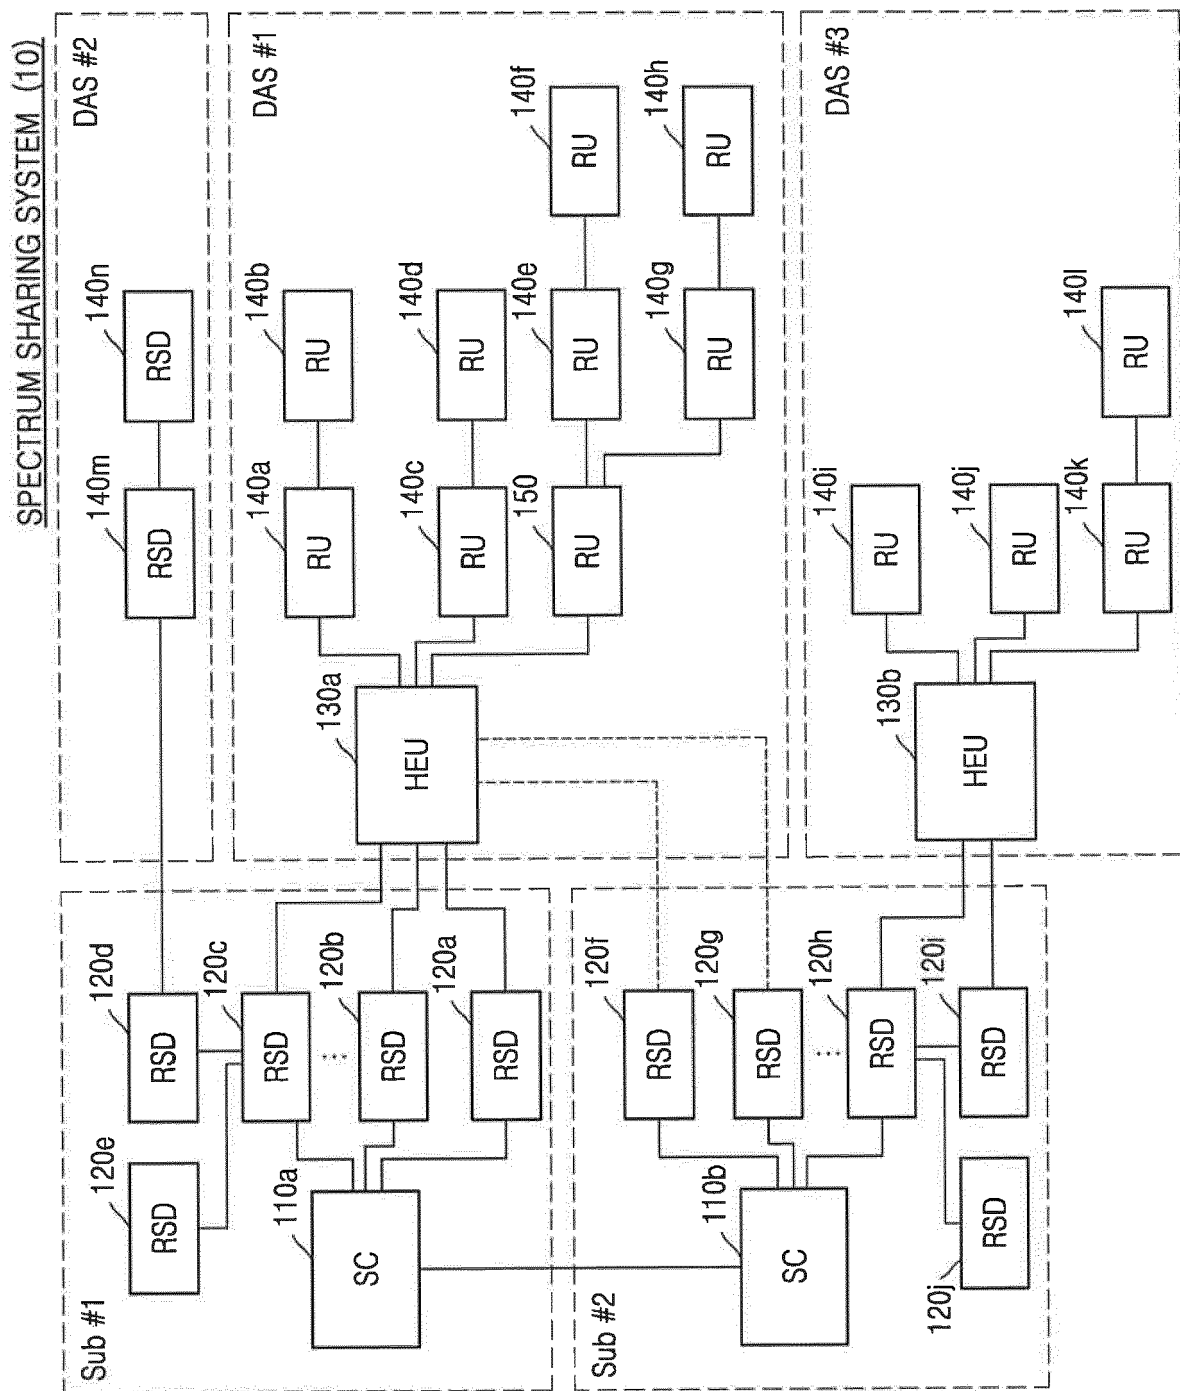 SPECTRUM SHARING SYSTEM (10)
Sub #1
120e
RSD
120d
RSD
120c
RSD
120b
RSD
120a
RSD
110a
SC
DAS #2
140m
RSD
140n
RSD
DAS #1
130a
HEU
140a
RU
140b
RU
140c
RU
140d
RU
150
RU
140e
RU
140f
RU
140g
RU
140h
RU
Sub #2
110b
SC
120f
RSD
120g
RSD
120h
RSD
120i
RSD
120j
RSD
DAS #3
130b
HEU
140i
RU
140j
RU
140k
RU
140l
RU